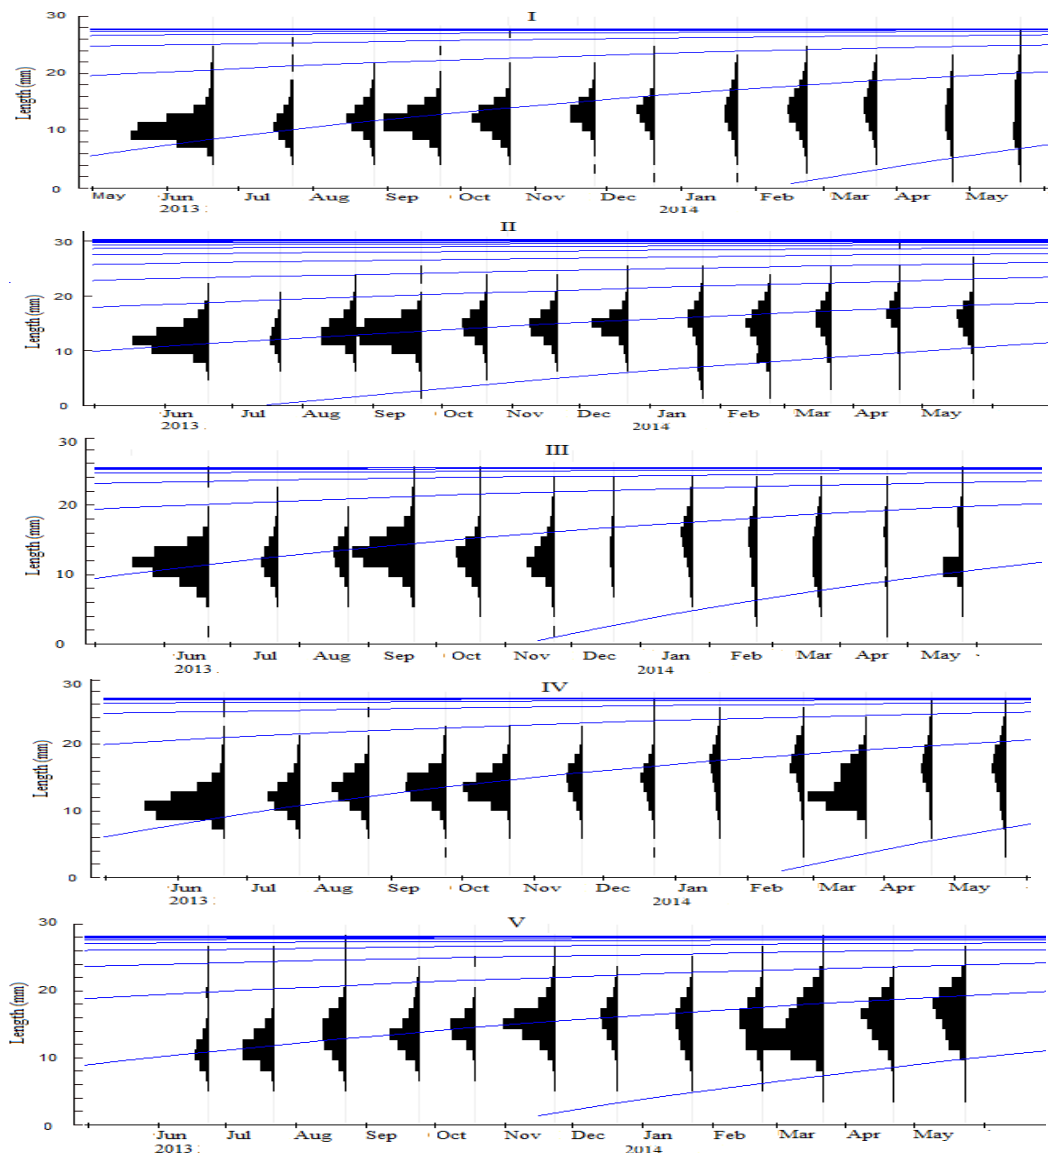 I
30
20
10
0
Length (mm)
May Jun Jul Aug Sep Oct Nov Dec Jan Feb Mar Apr May
2013 2014
II
30
20
10
0
Length (mm)
Jun Jul Aug Sep Oct Nov Dec Jan Feb Mar Apr May
2013 2014
III
30
20
10
0
Length (mm)
Jun Jul Aug Sep Oct Nov Dec Jan Feb Mar Apr May
2013 2014
IV
30
20
10
0
Length (mm)
Jun Jul Aug Sep Oct Nov Dec Jan Feb Mar Apr May
2013 2014
V
30
20
10
0
Length (mm)
Jun Jul Aug Sep Oct Nov Dec Jan Feb Mar Apr May
2013 2014